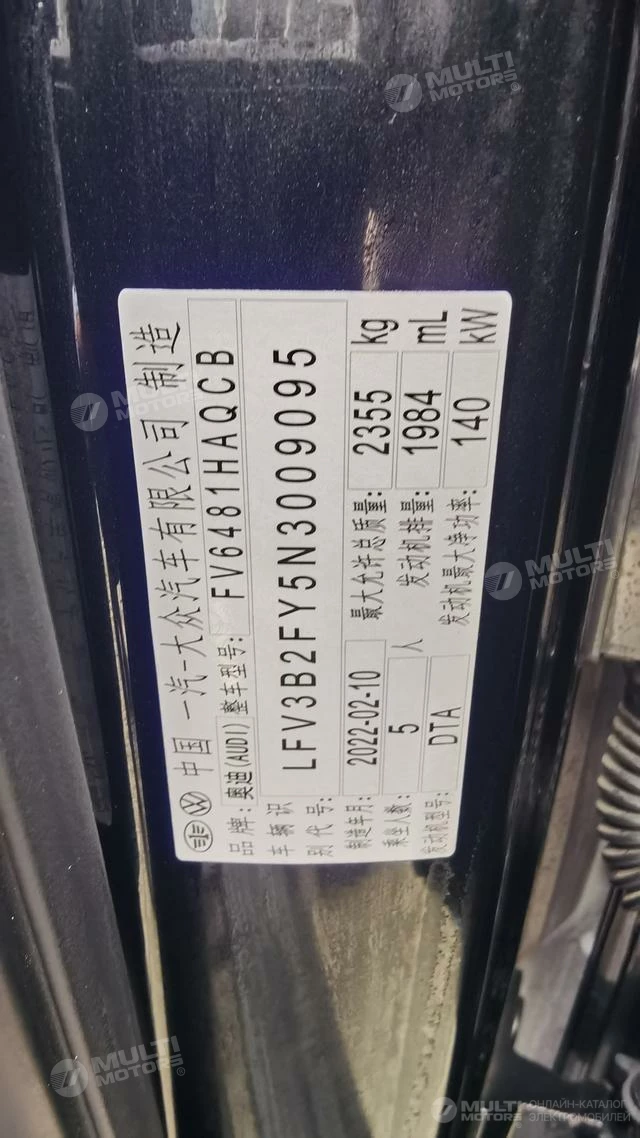 中国 一汽-大众汽车有限公司 制造
品牌: 奥迪(AUDI) 整车型号: FV6481HAQCB
车辆识别代号: LFV3B2FY5N3009095
制造年月: 2022-02-10 最大允许总质量: 2355 kg
乘坐人数: 5 人 发动机排量: 1984 mL
发动机型号: DTA 发动机最大净功率: 140 kW
MULTI MOTORS®
MULTI MOTORS
MULTI MOTORS
MULTI MOTORS®
MULTI MOTORS® ОНЛАЙН-КАТАЛОГ ЭЛЕКТРОМОБИЛЕЙ